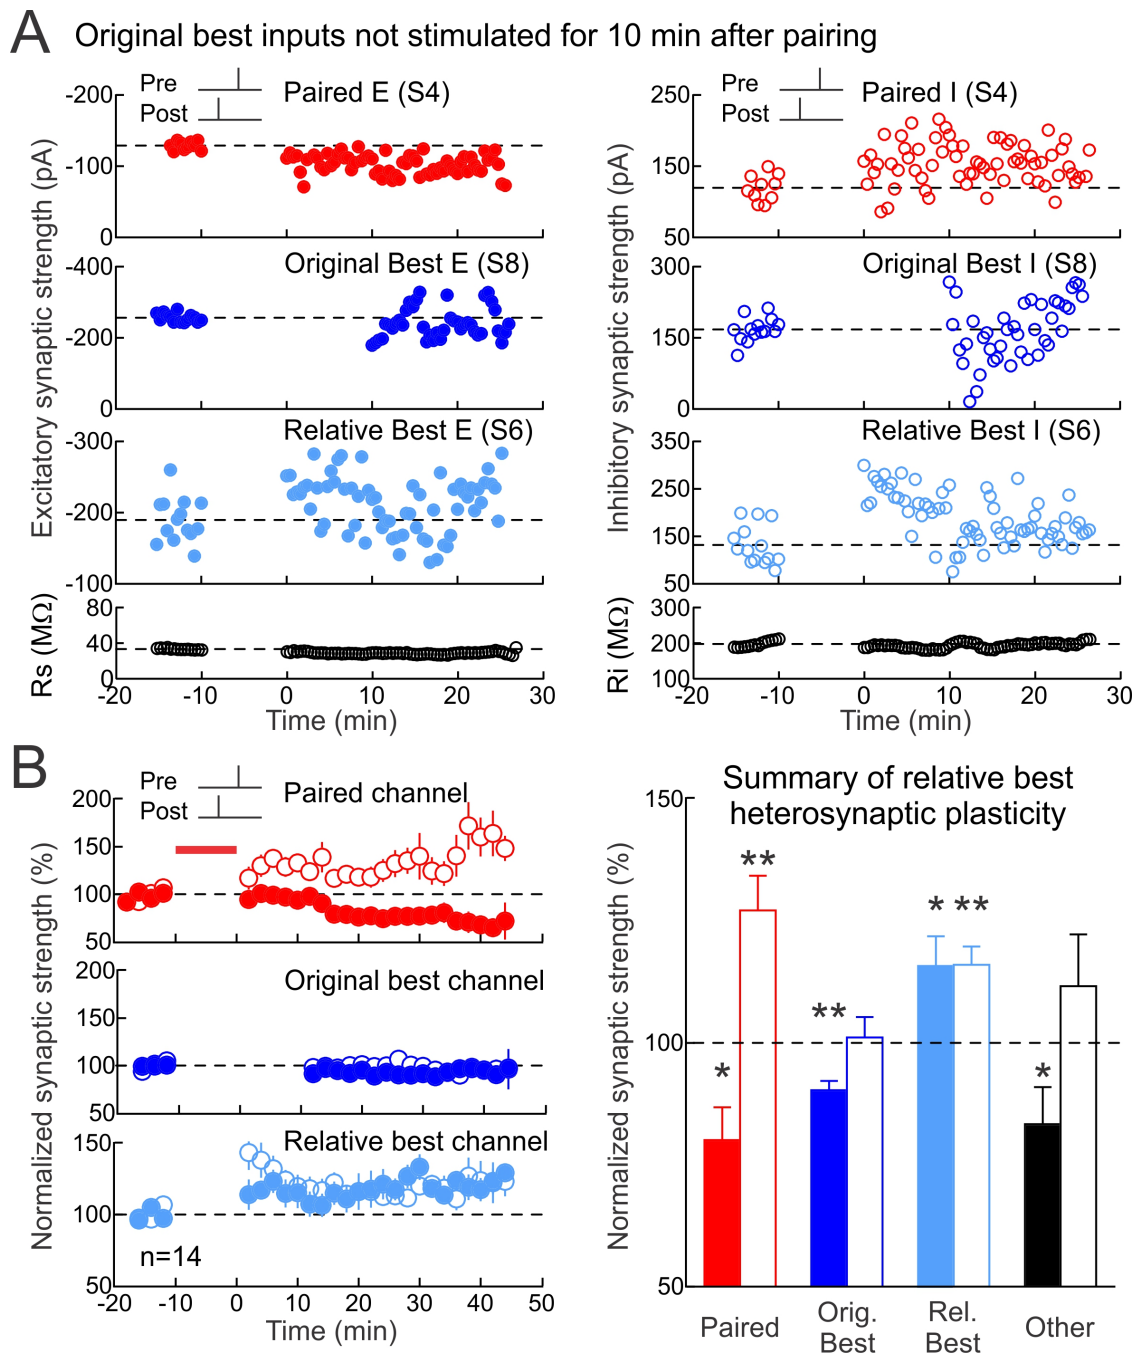 A Original best inputs not stimulated for 10 min after pairing
Pre
Post
Paired E (S4)
-200
-100
0
Original Best E (S8)
-400
-200
0
Relative Best E (S6)
-300
-200
-100
Excitatory synaptic strength (pA)
80
40
0
Rs (MΩ)
-20 -10 0 10 20 30
Time (min)
Pre
Post
Paired I (S4)
250
150
50
Original Best I (S8)
300
150
0
Relative Best I (S6)
350
250
150
50
Inhibitory synaptic strength (pA)
300
200
100
Ri (MΩ)
-20 -10 0 10 20 30
Time (min)
B
Pre
Post
Paired channel
200
150
100
50
Original best channel
200
150
100
50
Relative best channel
150
100
50
n=14
Normalized synaptic strength (%)
-20 -10 0 10 20 30 40 50
Time (min)
Summary of relative best
heterosynaptic plasticity
150
100
50
Normalized synaptic strength (%)
* ** ** * ** *
Paired Orig. Best Rel. Best Other